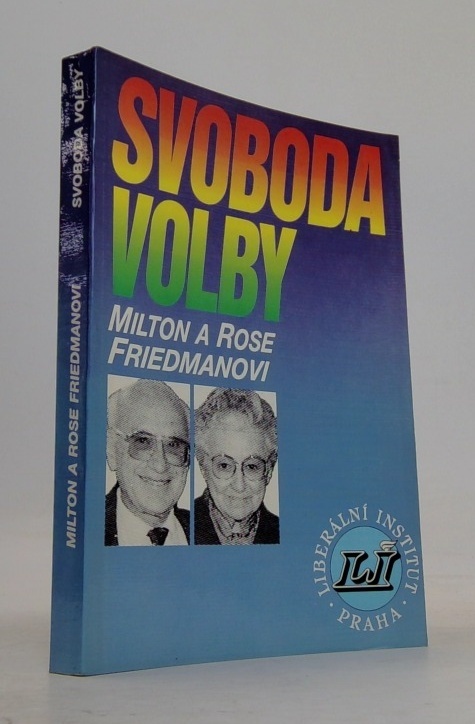 SVOBODA
VOLBY
MILTON A ROSE
FRIEDMANOVI
LIBERÁLNÍ INSTITUT
· PRAHA ·
LI
MILTON A ROSE FRIEDMANOVI
SVOBODA VOLBY